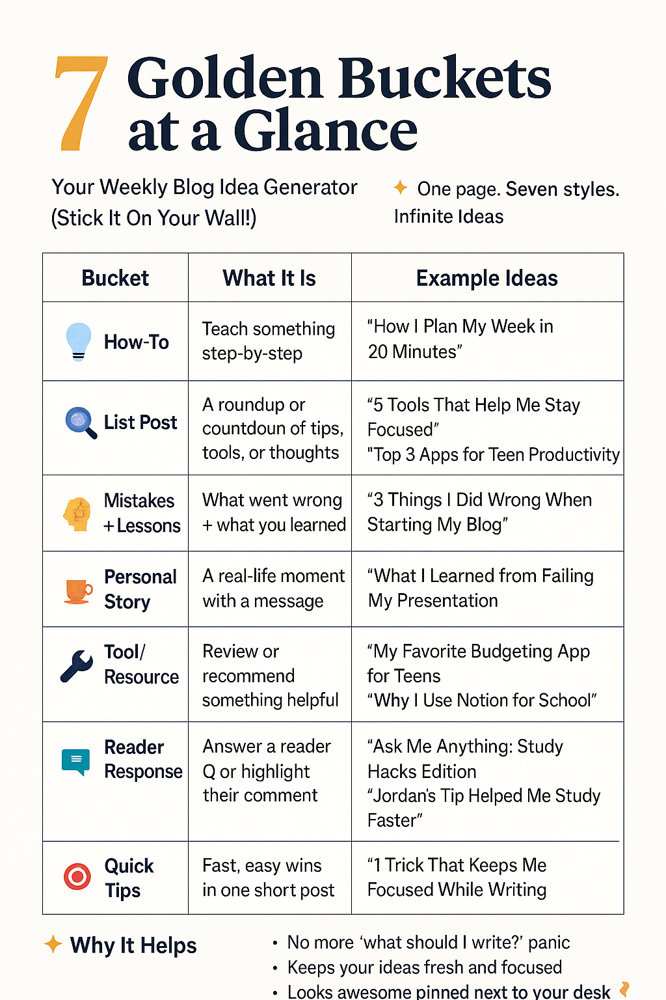 7 Golden Buckets
at a Glance
Your Weekly Blog Idea Generator
(Stick It On Your Wall!)
One page. Seven styles.
Infinite Ideas
Bucket
What It Is
Example Ideas
How-To
Teach something
step-by-step
“How I Plan My Week in
20 Minutes”
List Post
A roundup or
countdoun of tips,
tools, or thoughts
“5 Tools That Help Me Stay
Focused”
"Top 3 Apps for Teen Productivity
Mistakes
+ Lessons
What went wrong
+ what you learned
“3 Things I Did Wrong When
Starting My Blog”
Personal
Story
A real-life moment
with a message
“What I Learned from Failing
My Presentation
Tool/
Resource
Review or
recommend
something helpful
“My Favorite Budgeting App
for Teens
“Why I Use Notion for School”
Reader
Response
Answer a reader
Q or highlight
their comment
“Ask Me Anything: Study
Hacks Edition
“Jordan's Tip Helped Me Study
Faster”
Quick
Tips
Fast, easy wins
in one short post
“1 Trick That Keeps Me
Focused While Writing
Why It Helps
• No more ‘what should I write?’ panic
• Keeps your ideas fresh and focused
• Looks awesome pinned next to your desk